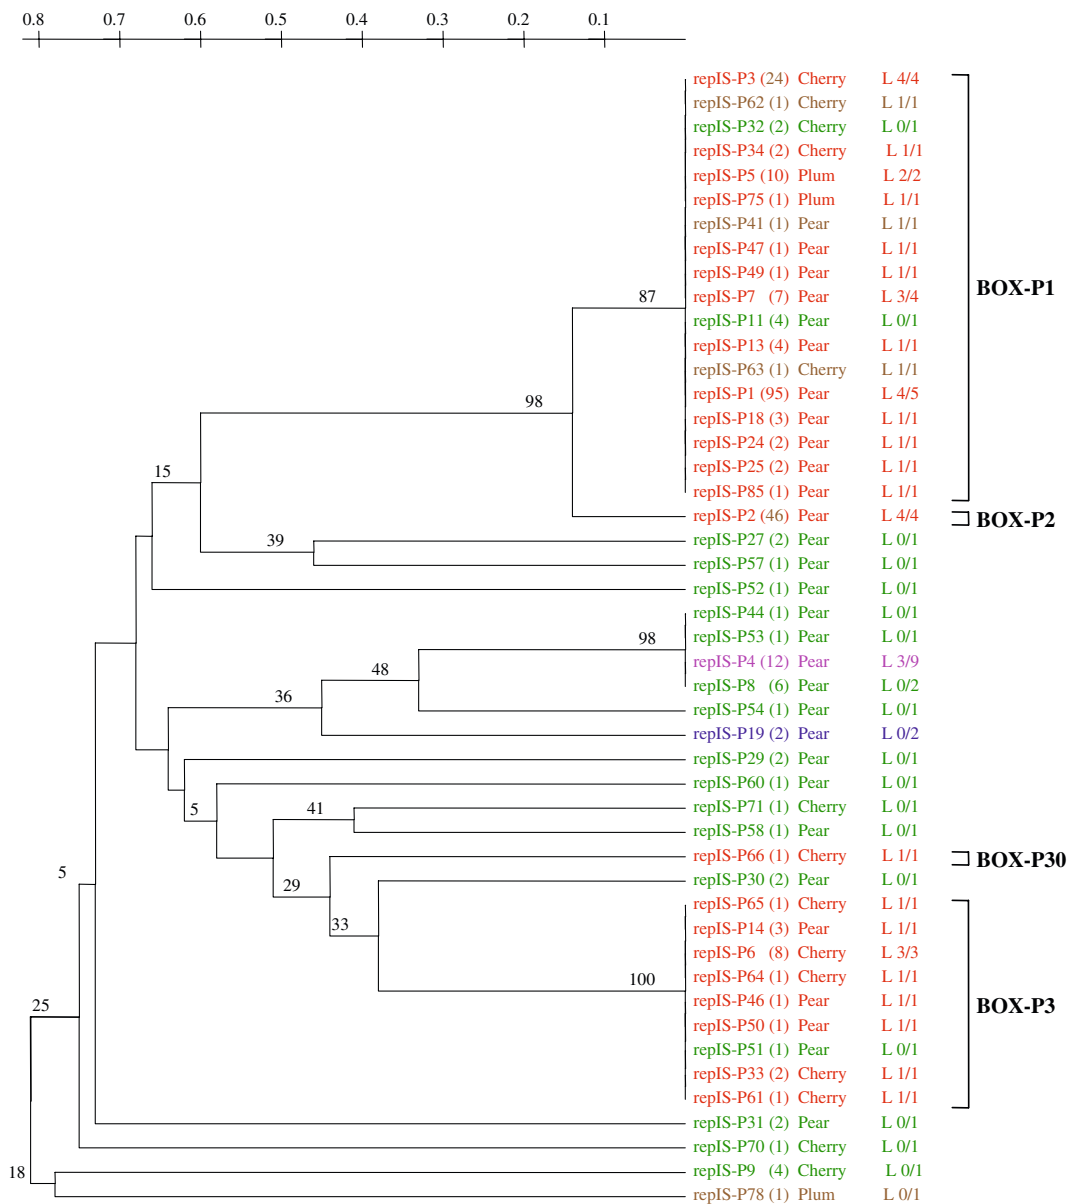 0.8 0.7 0.6 0.5 0.4 0.3 0.2 0.1
repIS-P3 (24) Cherry L 4/4
repIS-P62 (1) Cherry L 1/1
repIS-P32 (2) Cherry L 0/1
repIS-P34 (2) Cherry L 1/1
repIS-P5 (10) Plum L 2/2
repIS-P75 (1) Plum L 1/1
repIS-P41 (1) Pear L 1/1
repIS-P47 (1) Pear L 1/1
repIS-P49 (1) Pear L 1/1
BOX-P1
87 repIS-P7 (7) Pear L 3/4
repIS-P11 (4) Pear L 0/1
repIS-P13 (4) Pear L 1/1
repIS-P63 (1) Cherry L 1/1
repIS-P1 (95) Pear L 4/5
98
repIS-P18 (3) Pear L 1/1
repIS-P24 (2) Pear L 1/1
15 repIS-P25 (2) Pear L 1/1
repIS-P85 (1) Pear L 1/1
repIS-P2 (46) Pear L 4/4 BOX-P2
39 repIS-P27 (2) Pear L 0/1
repIS-P57 (1) Pear L 0/1
repIS-P52 (1) Pear L 0/1
repIS-P44 (1) Pear L 0/1
98 repIS-P53 (1) Pear L 0/1
48 repIS-P4 (12) Pear L 3/9
36 repIS-P8 (6) Pear L 0/2
repIS-P54 (1) Pear L 0/1
repIS-P19 (2) Pear L 0/2
repIS-P29 (2) Pear L 0/1
repIS-P60 (1) Pear L 0/1
5 41 repIS-P71 (1) Cherry L 0/1
repIS-P58 (1) Pear L 0/1
repIS-P66 (1) Cherry L 1/1 BOX-P30
5 29 repIS-P30 (2) Pear L 0/1
repIS-P65 (1) Cherry L 1/1
33 repIS-P14 (3) Pear L 1/1
repIS-P6 (8) Cherry L 3/3
100 repIS-P64 (1) Cherry L 1/1
25 repIS-P46 (1) Pear L 1/1 BOX-P3
repIS-P50 (1) Pear L 1/1
repIS-P51 (1) Pear L 0/1
repIS-P33 (2) Cherry L 1/1
repIS-P61 (1) Cherry L 1/1
repIS-P31 (2) Pear L 0/1
repIS-P70 (1) Cherry L 0/1
18 repIS-P9 (4) Cherry L 0/1
repIS-P78 (1) Plum L 0/1